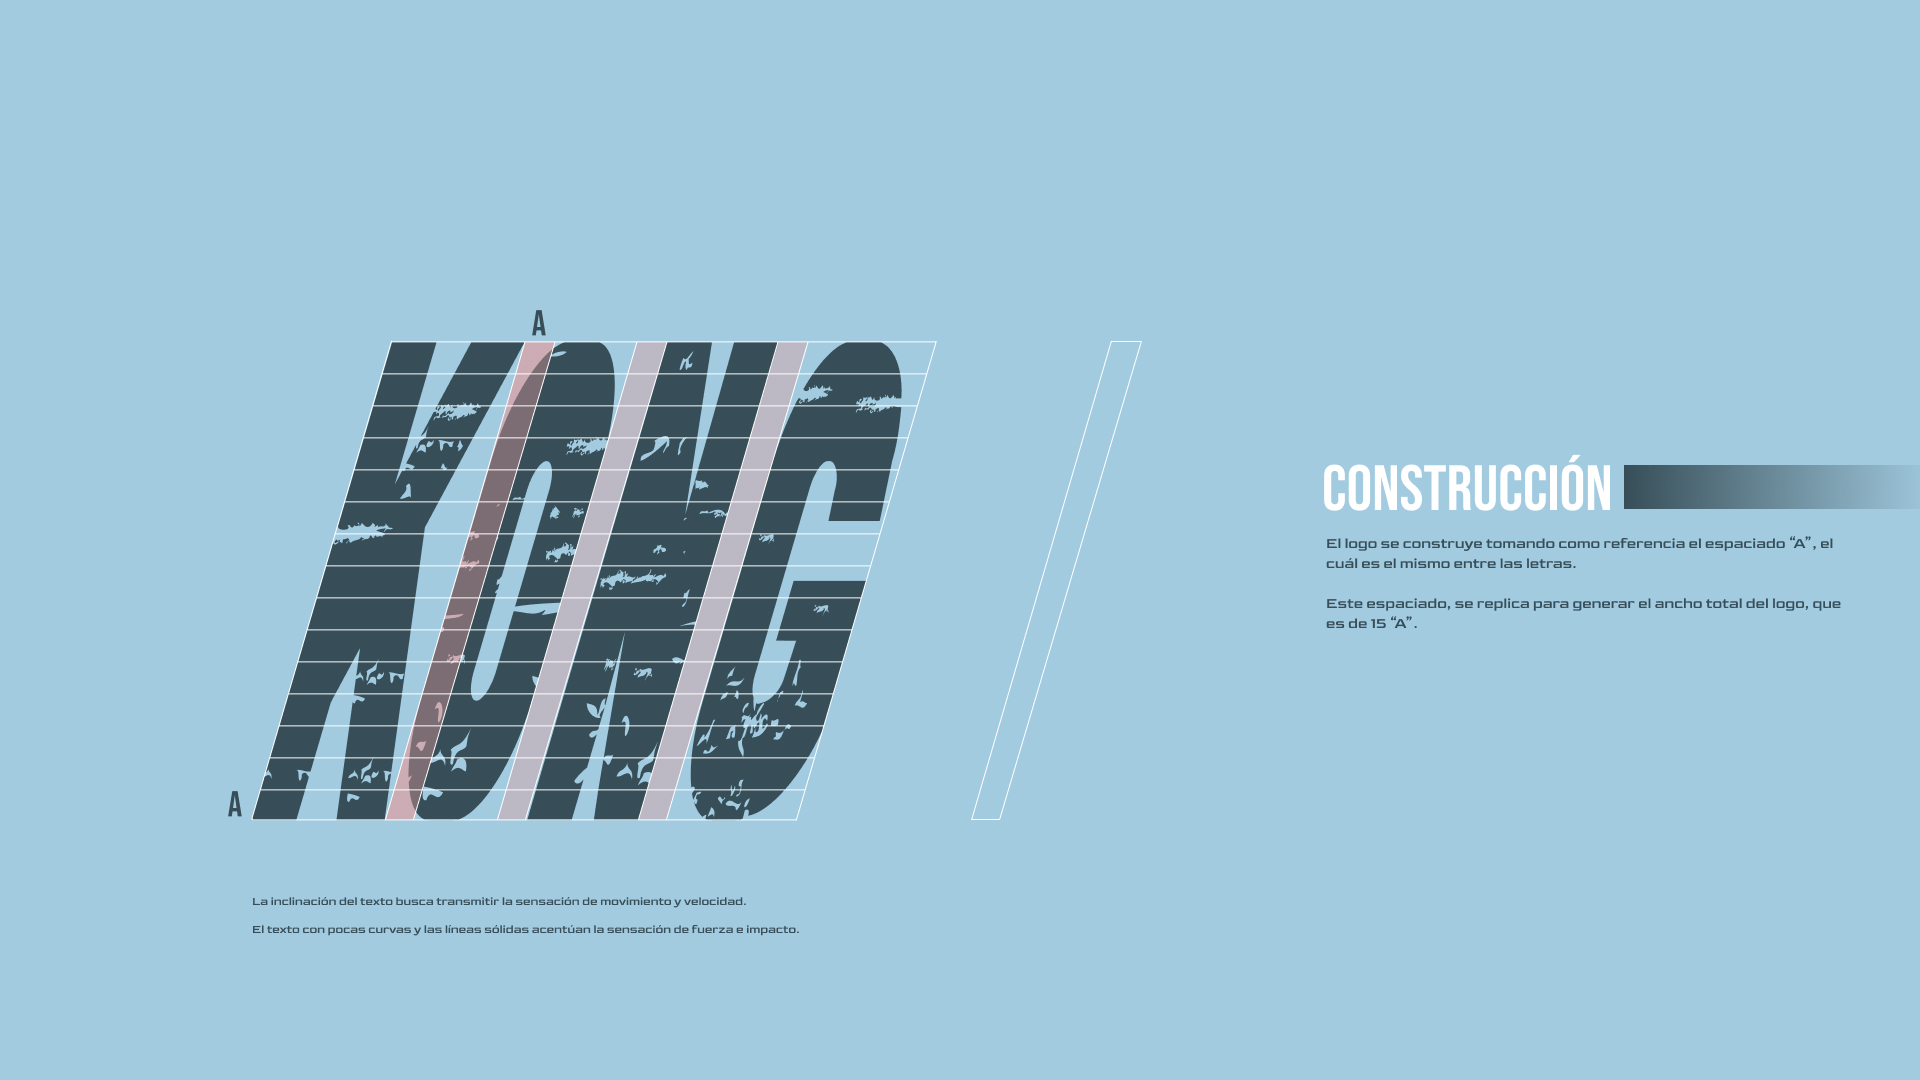 A
KONG
A
CONSTRUCCIÓN
El logo se construye tomando como referencia el espaciado “A”, el
cuál es el mismo entre las letras.
Este espaciado, se replica para generar el ancho total del logo, que
es de 15 “A”.
La inclinación del texto busca transmitir la sensación de movimiento y velocidad.
El texto con pocas curvas y las líneas sólidas acentúan la sensación de fuerza e impacto.